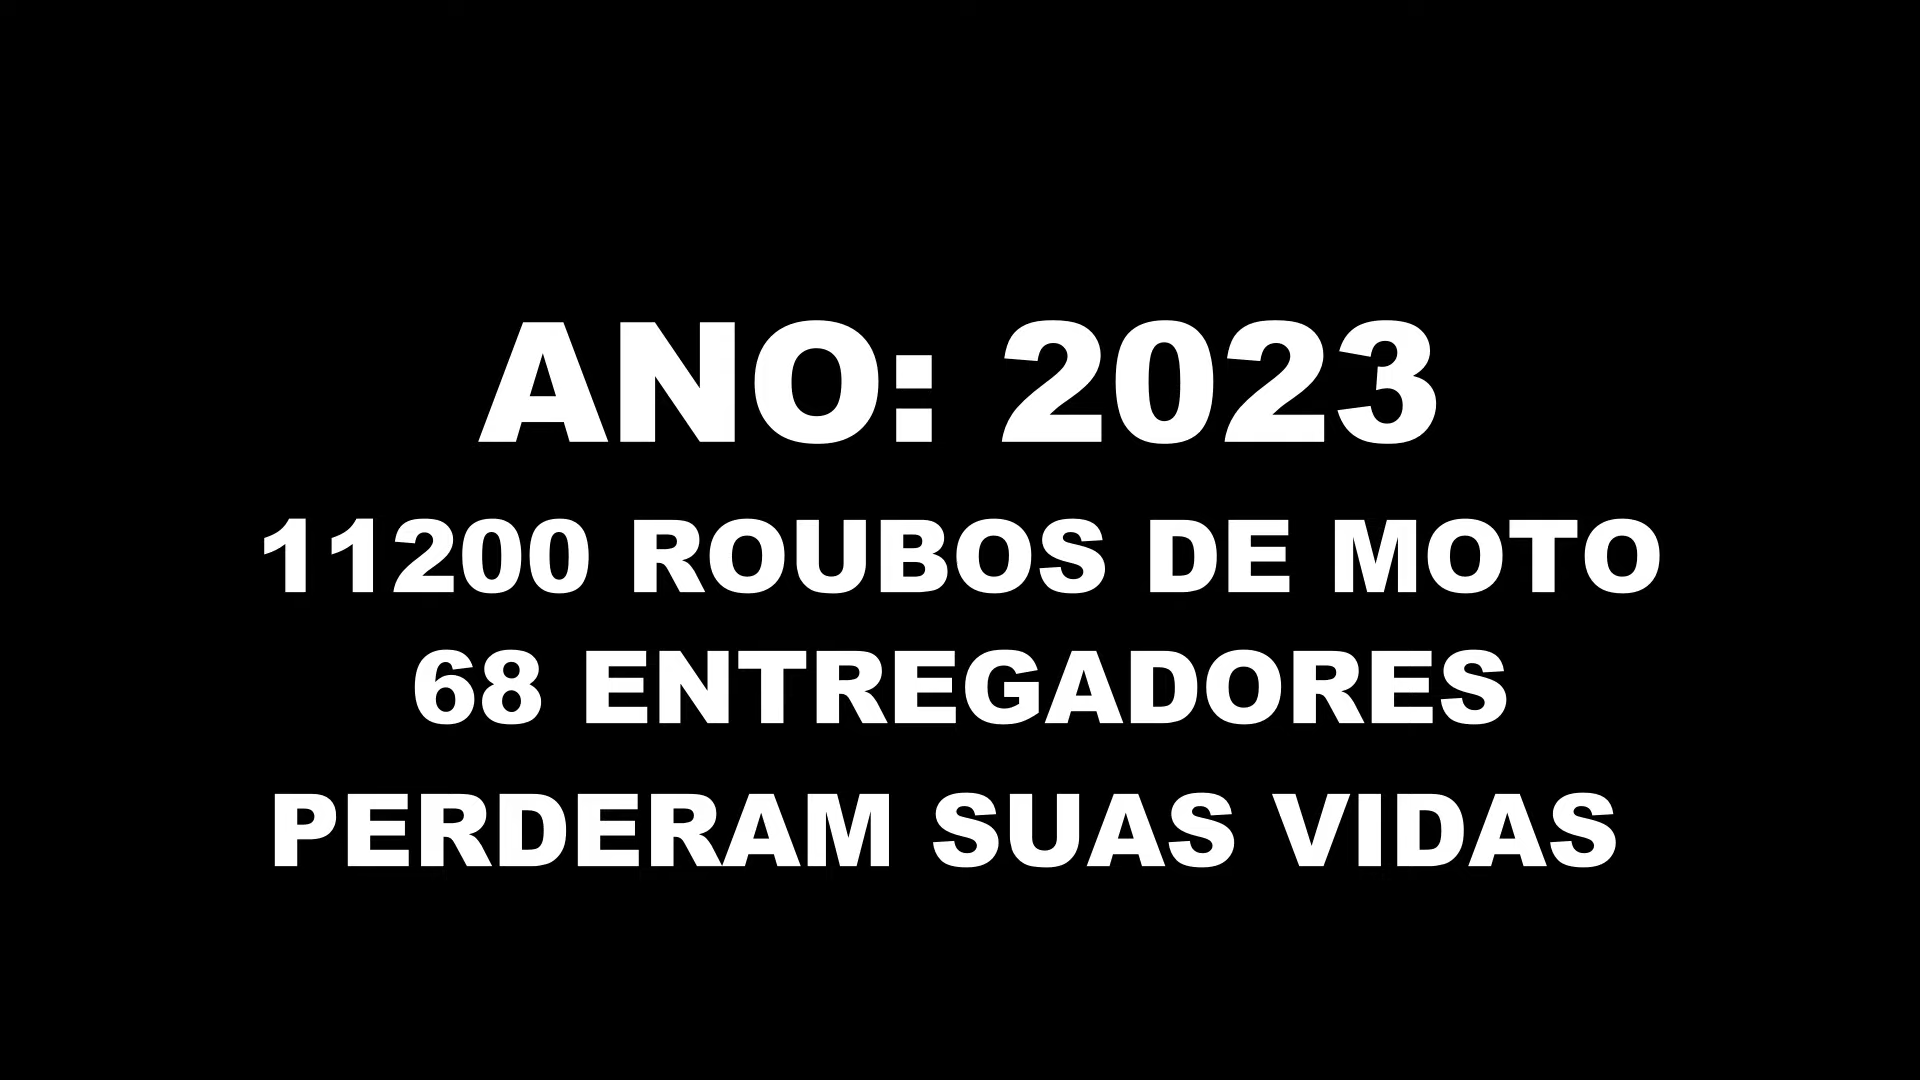 ANO: 2023
11200 ROUBOS DE MOTO
68 ENTREGADORES
PERDERAM SUAS VIDAS